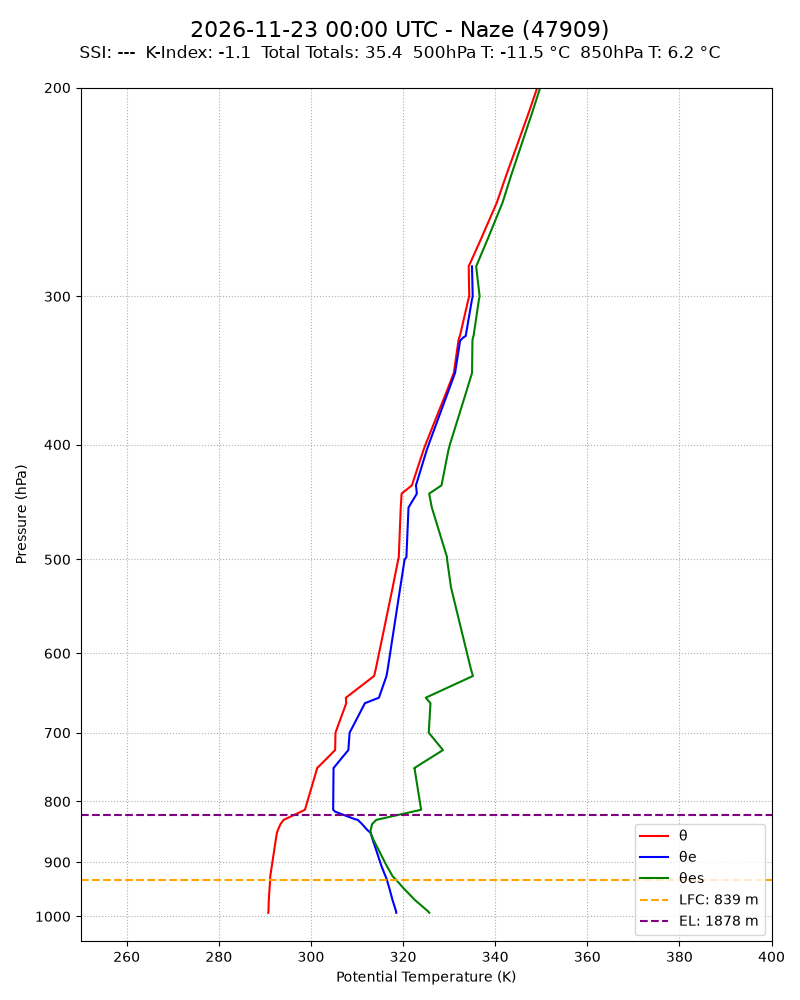 2026-11-23 00:00 UTC - Naze (47909)
SSI: ---  K-Index: -1.1  Total Totals: 35.4  500hPa T: -11.5 °C  850hPa T: 6.2 °C
200
300
400
500
600
700
800
900
1000
Pressure (hPa)
260
280
300
320
340
360
380
400
Potential Temperature (K)
θ
θe
θes
LFC: 839 m
EL: 1878 m